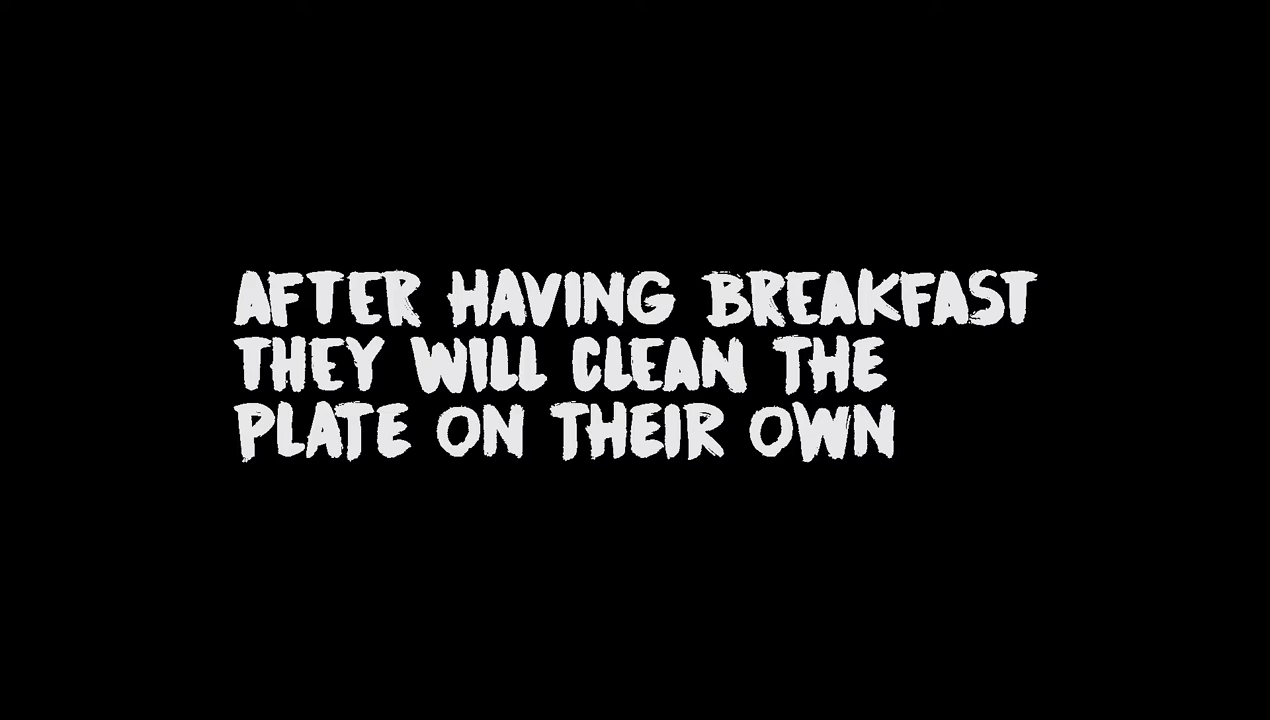 AFTER HAVING BREAKFAST
THEY WILL CLEAN THE
PLATE ON THEIR OWN